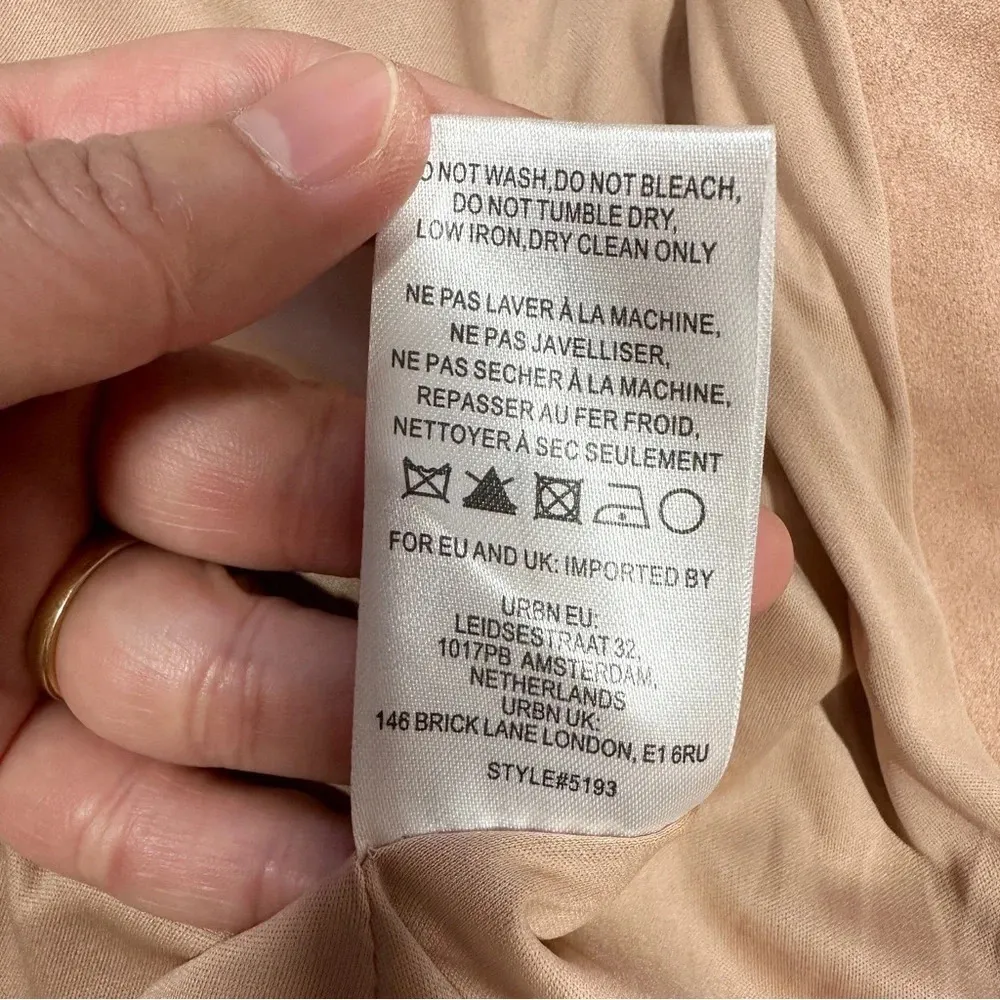 DO NOT WASH,DO NOT BLEACH,
DO NOT TUMBLE DRY,
LOW IRON,DRY CLEAN ONLY
NE PAS LAVER À LA MACHINE,
NE PAS JAVELLISER,
NE PAS SECHER À LA MACHINE,
REPASSER AU FER FROID,
NETTOYER À SEC SEULEMENT
FOR EU AND UK: IMPORTED BY
URBN EU:
LEIDSESTRAAT 32,
1017PB AMSTERDAM,
NETHERLANDS
URBN UK:
146 BRICK LANE LONDON, E1 6RU
STYLE#5193